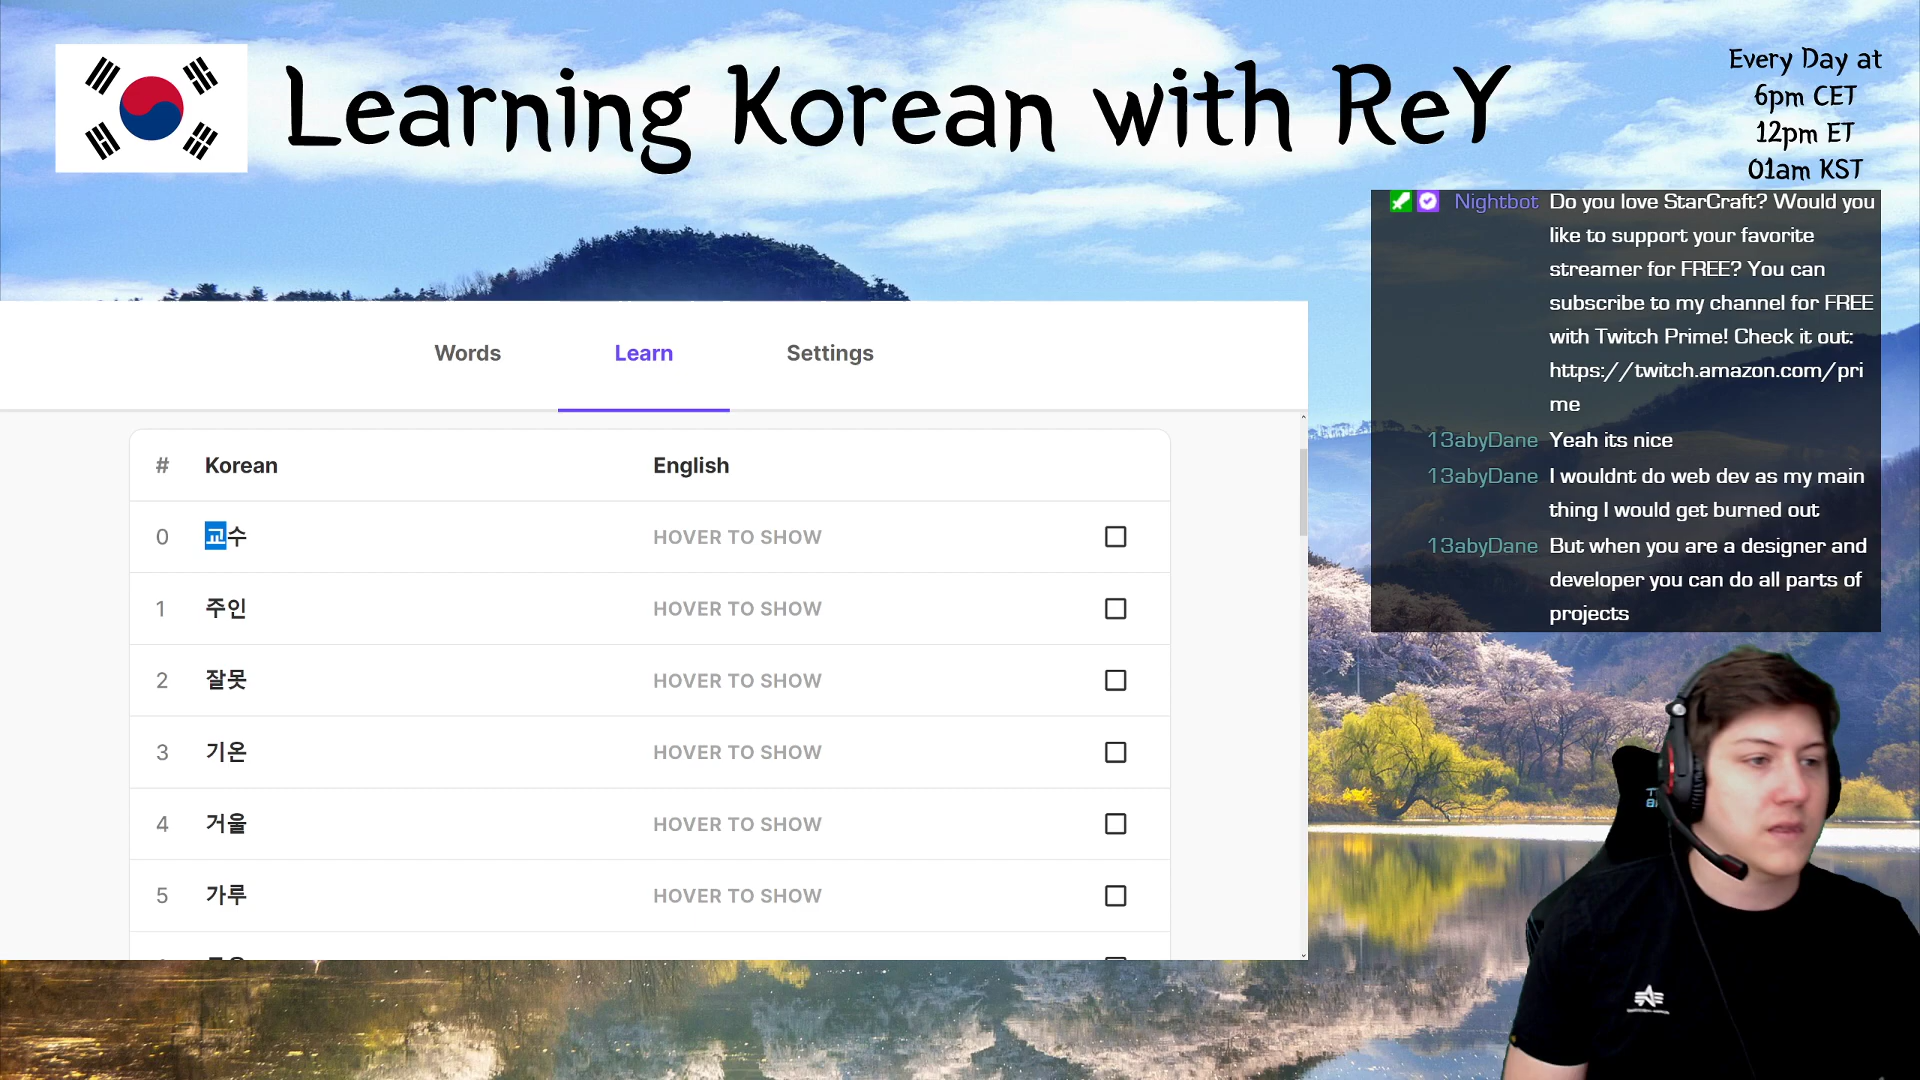 Learning Korean with ReY
Every Day at
6pm CET
12pm ET
01am KST
Nightbot Do you love StarCraft? Would you
like to support your favorite
streamer for FREE? You can
subscribe to my channel for FREE
with Twitch Prime! Check it out:
https://twitch.amazon.com/pri
me
13abyDane Yeah its nice
13abyDane I wouldnt do web dev as my main
thing I would get burned out
13abyDane But when you are a designer and
developer you can do all parts of
projects
Words Learn Settings
# Korean English
0 교수 HOVER TO SHOW
1 주인 HOVER TO SHOW
2 잘못 HOVER TO SHOW
3 기온 HOVER TO SHOW
4 거울 HOVER TO SHOW
5 가루 HOVER TO SHOW